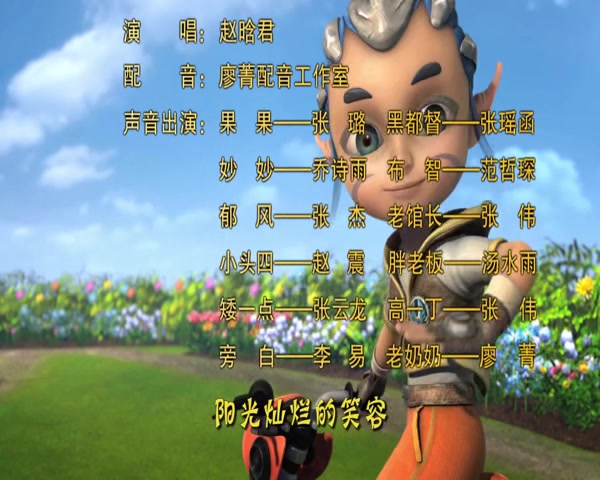 演 唱：赵晗君
配 音：廖菁配音工作室
声音出演：果 果——张 璐 黑都督——张瑶函
妙 妙——乔诗雨 布 智——范哲琛
郁 风——张 杰 老馆长——张 伟
小头四——赵 震 胖老板——汤水雨
矮一点——张云龙 高一丁——张 伟
旁 白——李 易 老奶奶——廖 菁
阳光灿烂的笑容